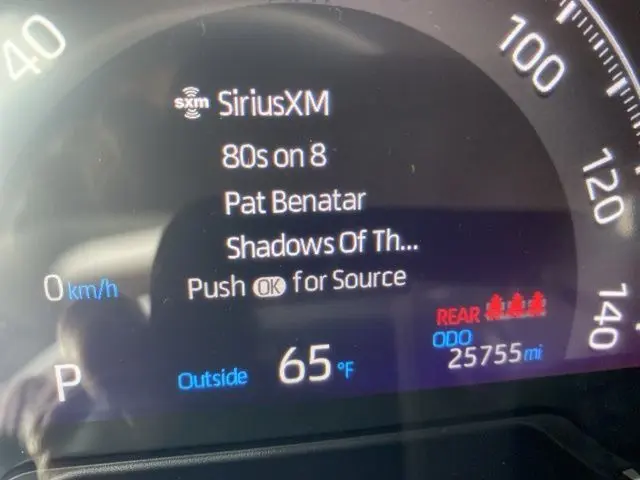 40
100
120
140
sxm SiriusXM
80s on 8
Pat Benatar
Shadows Of Th...
Push OK for Source
0 km/h
REAR
ODO
25755 mi
P
Outside 65 °F